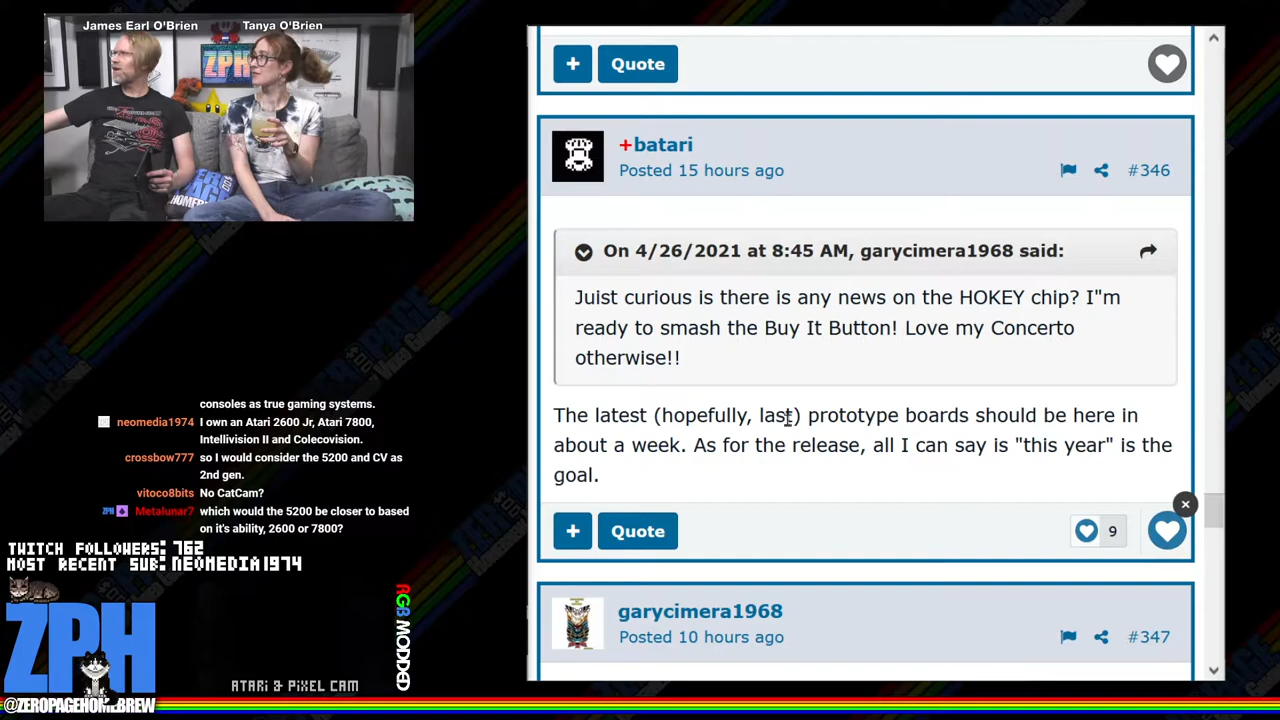 James Earl O'Brien
Tanya O'Brien
ZPH
consoles as true gaming systems.
neomedia1974 I own an Atari 2600 Jr, Atari 7800,
Intellivision II and Colecovision.
crossbow777 so I would consider the 5200 and CV as
2nd gen.
vitoco8bits No CatCam?
ZPH Metalunar7 which would the 5200 be closer to based
on it's ability, 2600 or 7800?
TWITCH FOLLOWERS: 762
MOST RECENT SUB: NEOMEDIA1974
ZPH
@ZEROPAGEHOMEBREW
RGB MODDED
ATARI & PIXEL CAM
+ Quote
+batari
Posted 15 hours ago
#346
On 4/26/2021 at 8:45 AM, garycimera1968 said:
Juist curious is there is any news on the HOKEY chip? I"m
ready to smash the Buy It Button! Love my Concerto
otherwise!!
The latest (hopefully, last) prototype boards should be here in
about a week. As for the release, all I can say is "this year" is the
goal.
+ Quote
9
garycimera1968
Posted 10 hours ago
#347